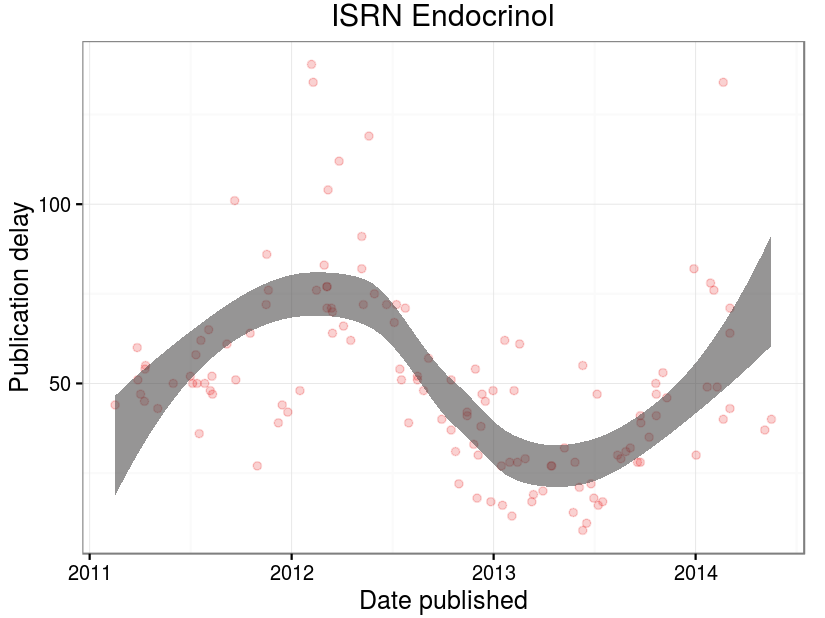 ISRN Endocrinol
Publication delay
100
50
2011 2012 2013 2014
Date published